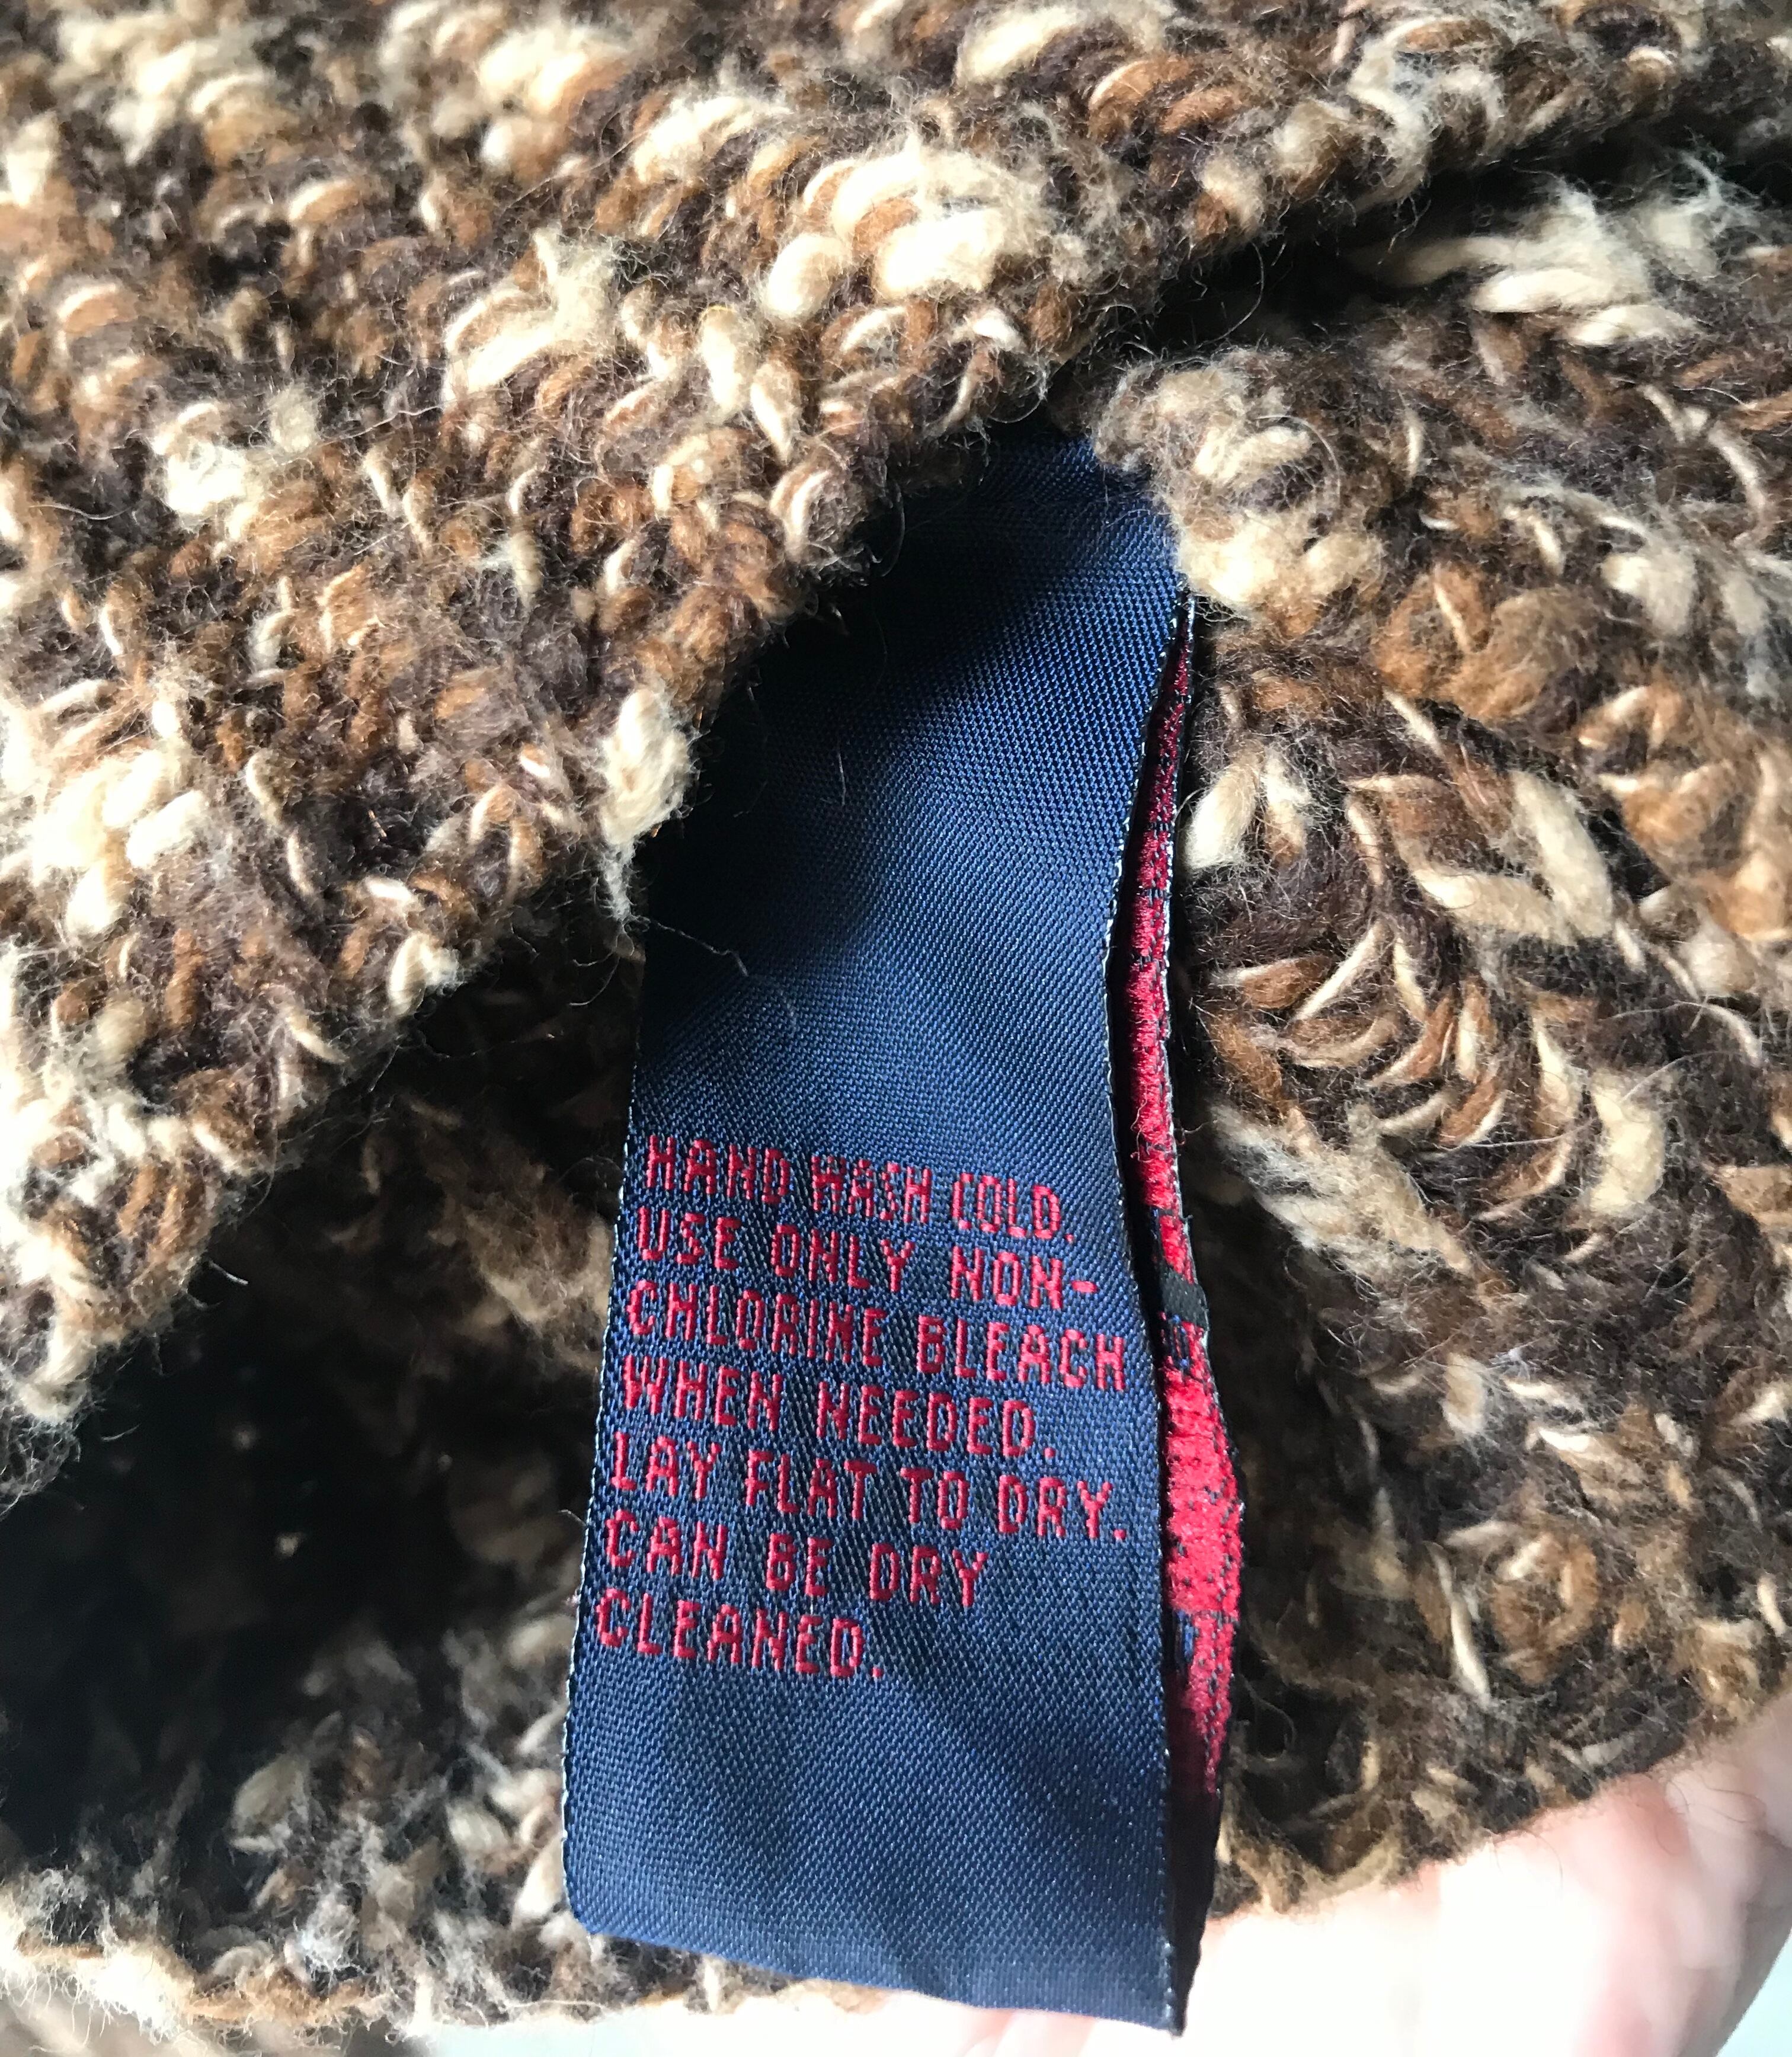 HAND WASH COLD.
USE ONLY NON-
CHLORINE BLEACH
WHEN NEEDED.
LAY FLAT TO DRY.
CAN BE DRY
CLEANED.